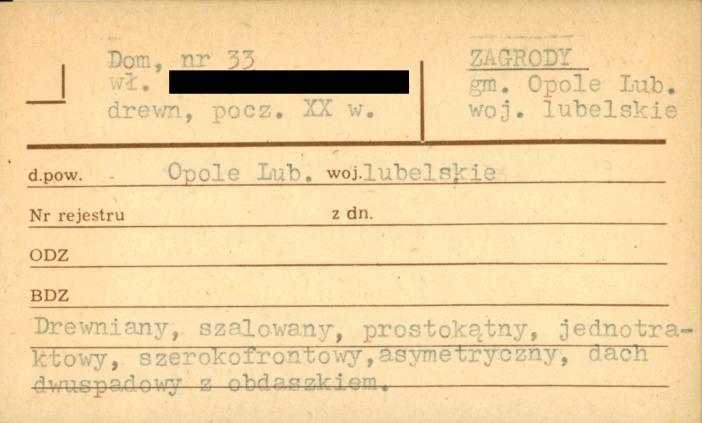 Dom, nr 33
wł.
drewn, pocz. XX w.
ZAGRODY
gm. Opole Lub.
woj. lubelskie
d.pow. Opole Lub. woj. lubelskie
Nr rejestru z dn.
ODZ
BDZ
Drewniany, szalowany, prostokątny, jednotra-
ktowy, szerokofrontowy,asymetryczny, dach
dwuspadowy z obdaszkiem.